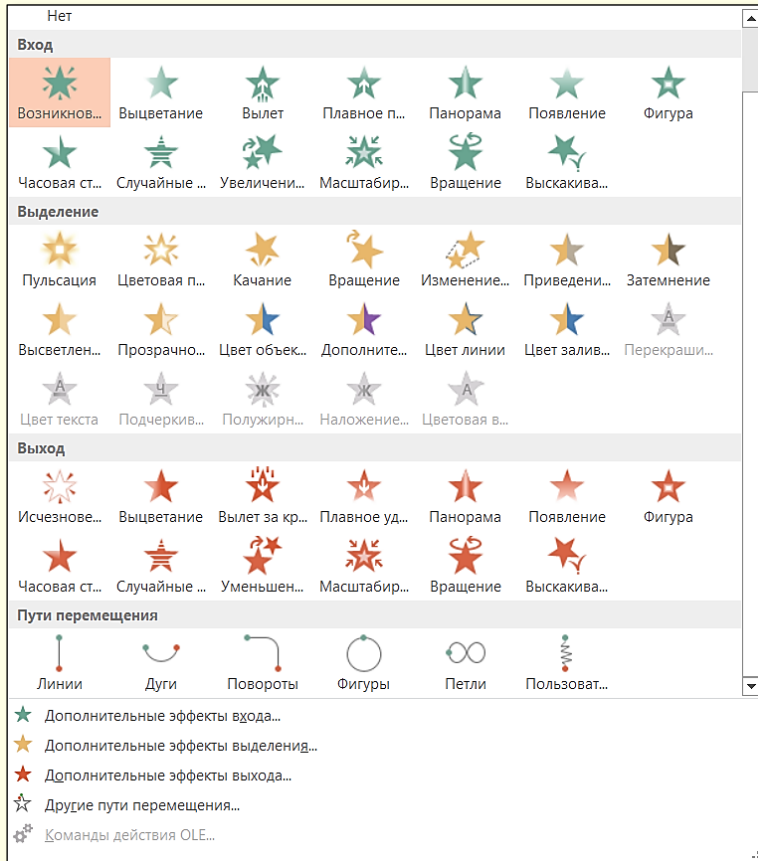 Нет
Вход
Возникнов... Выцветание Вылет Плавное п... Панорама Появление Фигура
Часовая ст... Случайные ... Увеличени... Масштабир... Вращение Выскакива...
Выделение
Пульсация Цветовая п... Качание Вращение Изменение... Приведени... Затемнение
Высветлен... Прозрачно... Цвет объек... Дополните... Цвет линии Цвет залив... Перекраши...
Цвет текста Подчеркив... Полужирн... Наложение... Цветовая в...
Выход
Исчезнове... Выцветание Вылет за кр... Плавное уд... Панорама Появление Фигура
Часовая ст... Случайные ... Уменьшен... Масштабир... Вращение Выскакива...
Пути перемещения
Линии Дуги Повороты Фигуры Петли Пользоват...
Дополнительные эффекты входа...
Дополнительные эффекты выделения...
Дополнительные эффекты выхода...
Другие пути перемещения...
Команды действия OLE...